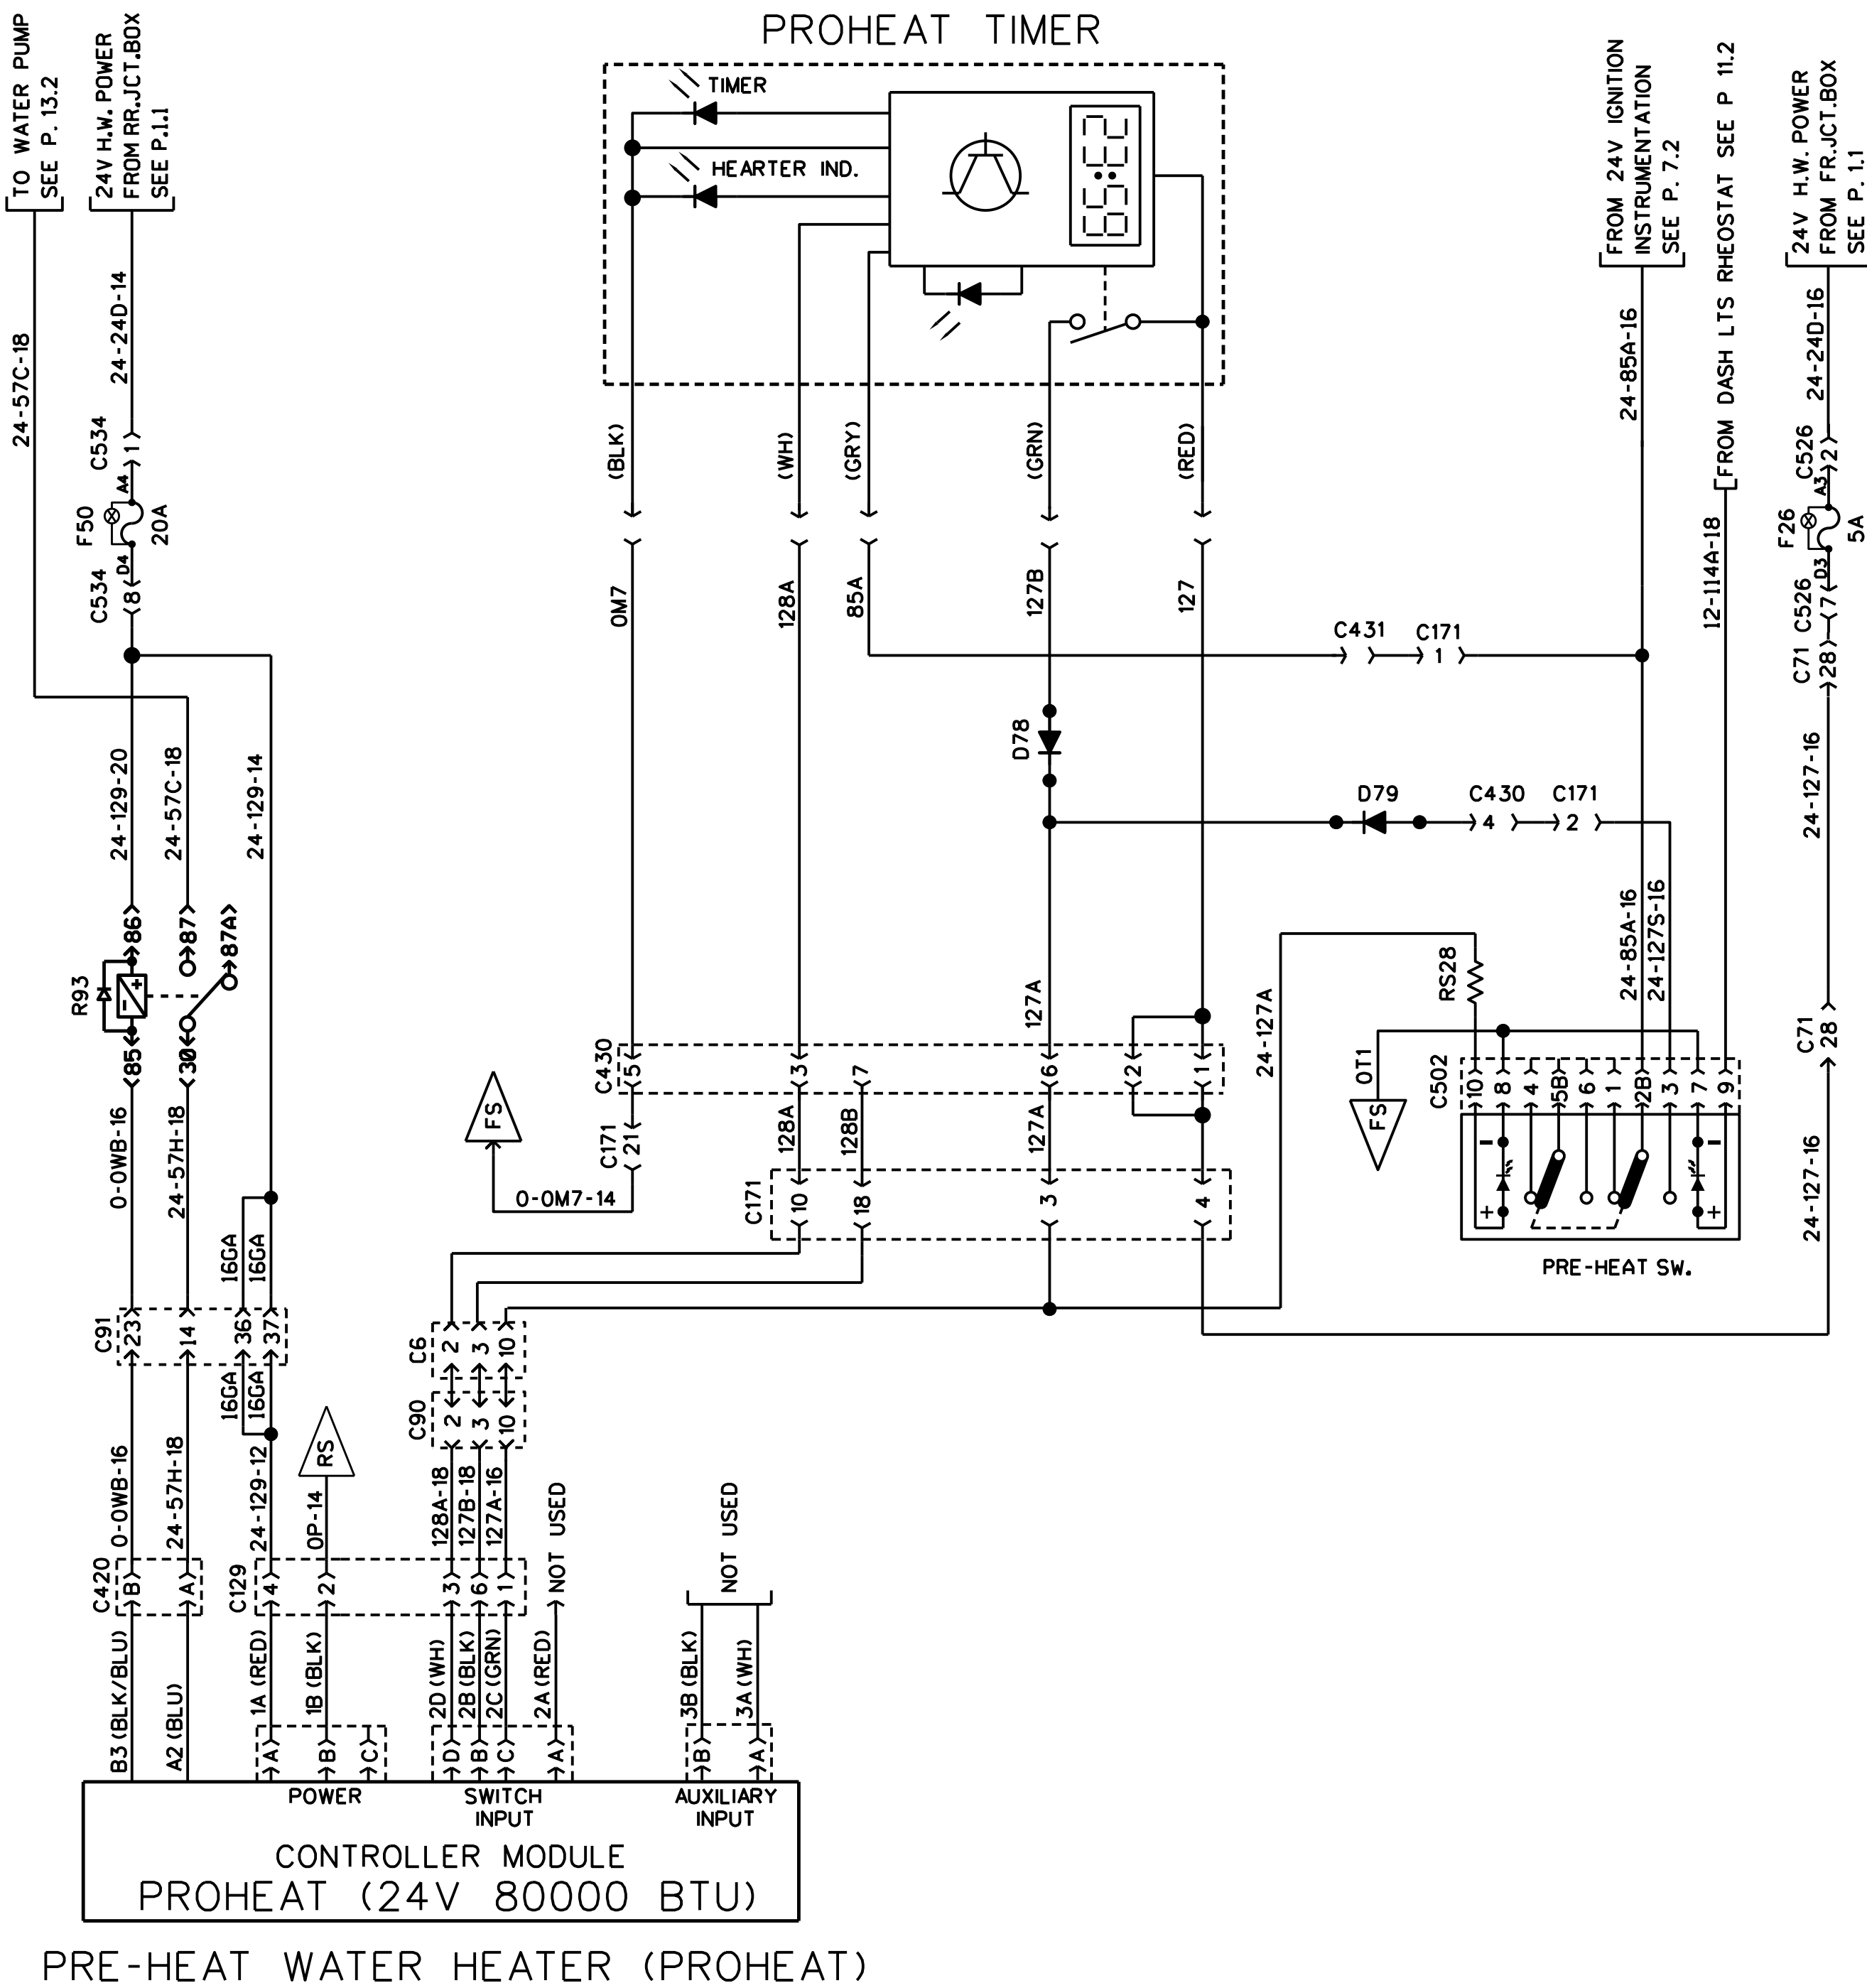 PROHEAT TIMER
TO WATER PUMP
SEE P. 13.2
24V H.W. POWER
FROM RR.JCT.BOX
SEE P.1.1
TIMER
HEARTER IND.
FROM 24V IGNITION
INSTRUMENTATION
SEE P. 7.2
FROM DASH LTS RHEOSTAT SEE P 11.2
24V H.W. POWER
FROM FR.JCT.BOX
SEE P. 1.1
24-57C-18
24-24D-14
24-85A-16
12-114A-18
24-24D-16
C534
1
A4
F50
20A
D4
C534
8
(BLK)
(WH)
(GRY)
(GRN)
(RED)
C526
2
A3
F26
5A
D3
C526
7
C71
28
0M7
128A
85A
127B
127
C431
C171
1
D78
D79
C430
4
C171
2
24-129-20
24-57C-18
24-129-14
24-127-16
86
87
87A
R93
85
30
127A
24-127A
RS28
24-85A-16
24-127S-16
C71
28
0T1
FS
C430
5
3
7
6
2
1
C502
10
8
4
5B
6
1
2B
3
7
9
FS
C171
21
0-0M7-14
128A
128B
127A
C171
10
18
3
4
-
+
-
+
PRE-HEAT SW.
24-127-16
0-0WB-16
24-57H-18
16GA
16GA
C91
23
14
36
37
16GA
16GA
C6
2
3
10
C90
2
3
10
RS
0-0WB-16
24-57H-18
24-129-12
0P-14
128A-18
127B-18
127A-16
NOT USED
NOT USED
C420
B
A
C129
4
2
3
6
1
B3 (BLK/BLU)
A2 (BLU)
1A (RED)
1B (BLK)
2D (WH)
2B (BLK)
2C (GRN)
2A (RED)
3B (BLK)
3A (WH)
A
B
C
D
B
C
A
B
A
POWER
SWITCH
INPUT
AUXILIARY
INPUT
CONTROLLER MODULE
PROHEAT (24V 80000 BTU)
PRE-HEAT WATER HEATER (PROHEAT)